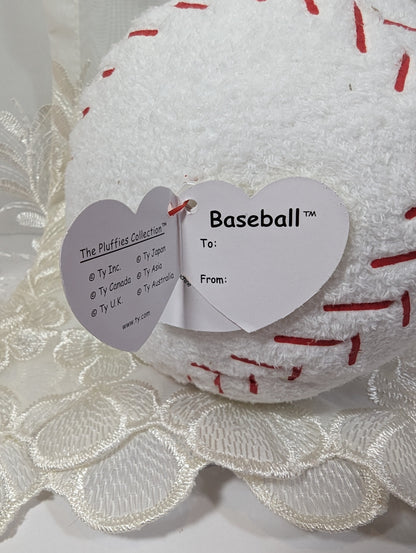 The Pluffies Collection™
© Ty Inc.
© Ty Canada
© Ty U.K.
© Ty Japan
© Ty Asia
© Ty Australia
www.ty.com
Baseball™
To:
From: